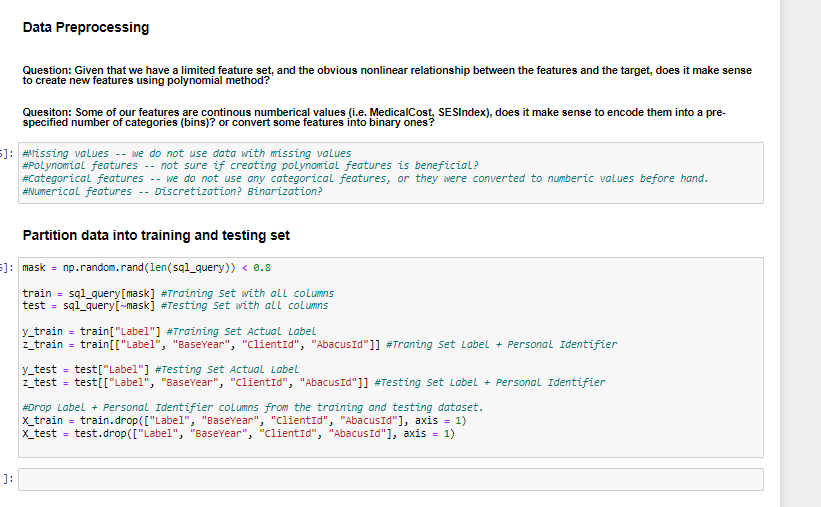 Data Preprocessing
Question: Given that we have a limited feature set, and the obvious nonlinear relationship between the features and the target, does it make sense
to create new features using polynomial method?
Quesiton: Some of our features are continous numberical values (i.e. MedicalCost, SESIndex), does it make sense to encode them into a pre-
specified number of categories (bins)? or convert some features into binary ones?
]: #Missing values -- we do not use data with missing values
#Polynomial features -- not sure if creating polynomial features is beneficial?
#Categorical features -- we do not use any categorical features, or they were converted to numberic values before hand.
#Numerical features -- Discretization? Binarization?
Partition data into training and testing set
]: mask = np.random.rand(len(sql_query)) < 0.8
train = sql_query[mask] #Training Set with all columns
test = sql_query[~mask] #Testing Set with all columns
y_train = train["Label"] #Training Set Actual Label
z_train = train[["Label", "BaseYear", "ClientId", "AbacusId"]] #Traning Set Label + Personal Identifier
y_test = test["Label"] #Testing Set Actual Label
z_test = test[["Label", "BaseYear", "ClientId", "AbacusId"]] #Testing Set Label + Personal Identifier
#Drop Label + Personal Identifier columns from the training and testing dataset.
X_train = train.drop(["Label", "BaseYear", "ClientId", "AbacusId"], axis = 1)
X_test = test.drop(["Label", "BaseYear", "ClientId", "AbacusId"], axis = 1)
]: